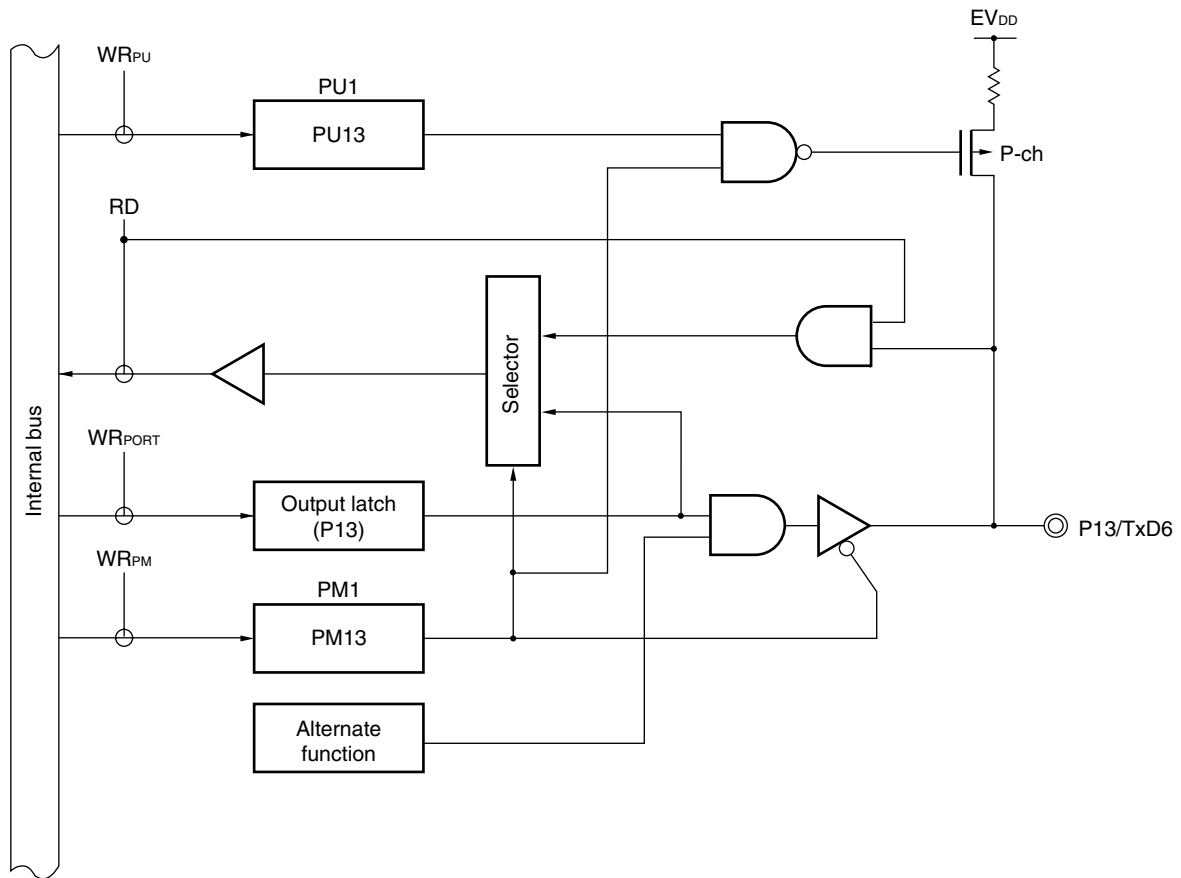 EVDD
WRPU
PU1
PU13
P-ch
RD
Selector
Internal bus
WRPORT
Output latch
(P13)
P13/TxD6
WRPM
PM1
PM13
Alternate
function